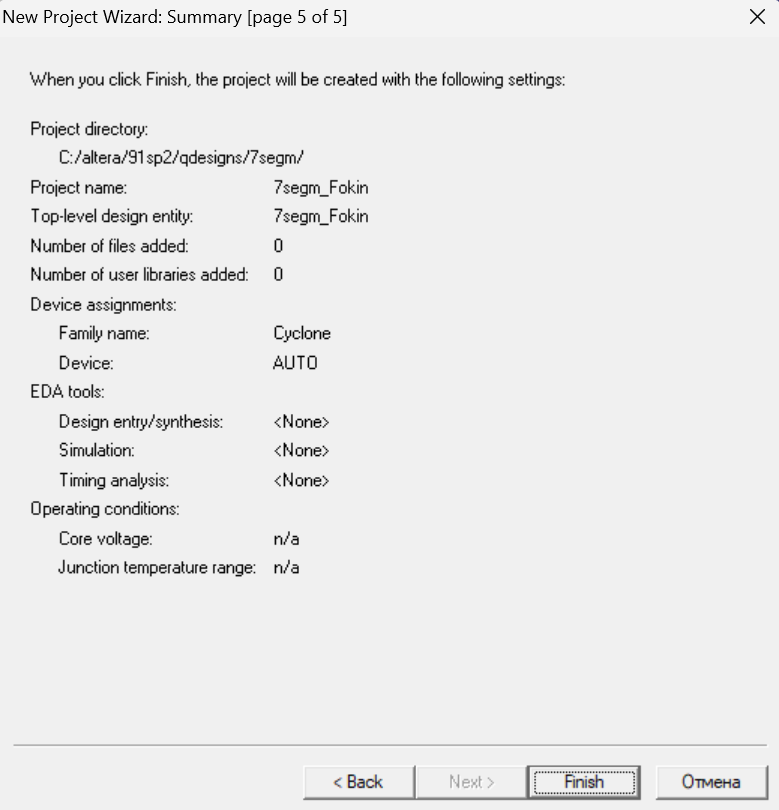 New Project Wizard: Summary [page 5 of 5]
When you click Finish, the project will be created with the following settings:
Project directory:
C:/altera/91sp2/qdesigns/7segm/
Project name: 7segm_Fokin
Top-level design entity: 7segm_Fokin
Number of files added: 0
Number of user libraries added: 0
Device assignments:
Family name: Cyclone
Device: AUTO
EDA tools:
Design entry/synthesis: <None>
Simulation: <None>
Timing analysis: <None>
Operating conditions:
Core voltage: n/a
Junction temperature range: n/a
< Back Next > Finish Отмена